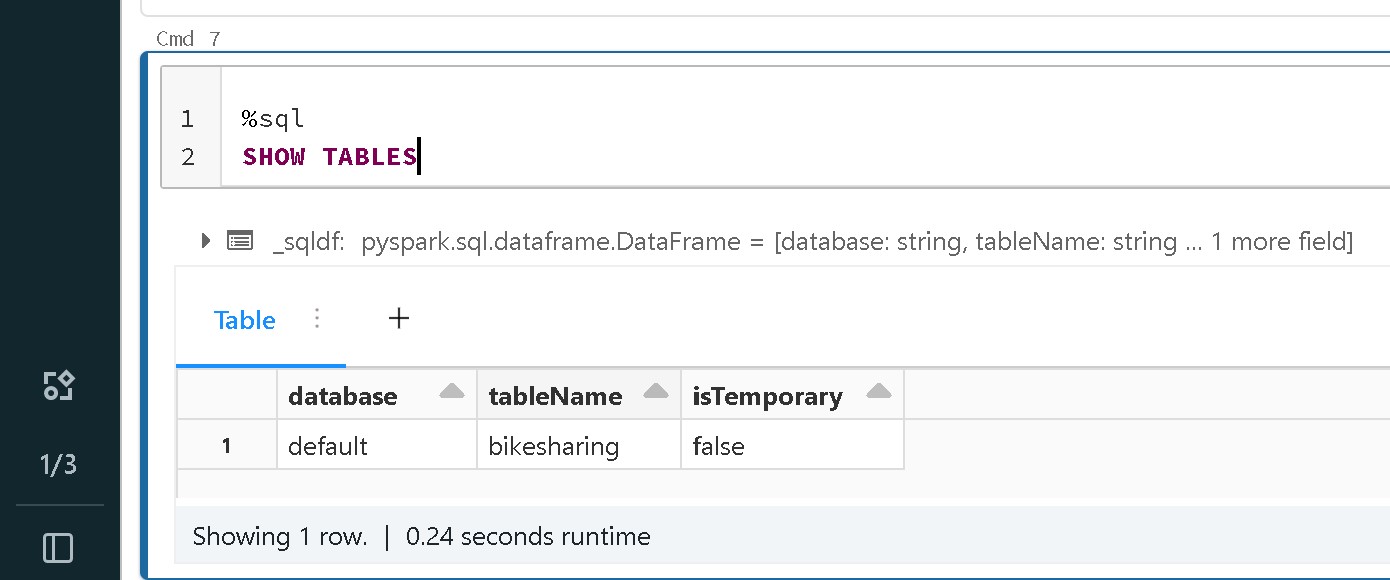 Cmd 7
1 %sql
2 SHOW TABLES
_sqldf: pyspark.sql.dataframe.DataFrame = [database: string, tableName: string ... 1 more field]
Table +
database tableName isTemporary
1 default bikesharing false
1/3
Showing 1 row. | 0.24 seconds runtime